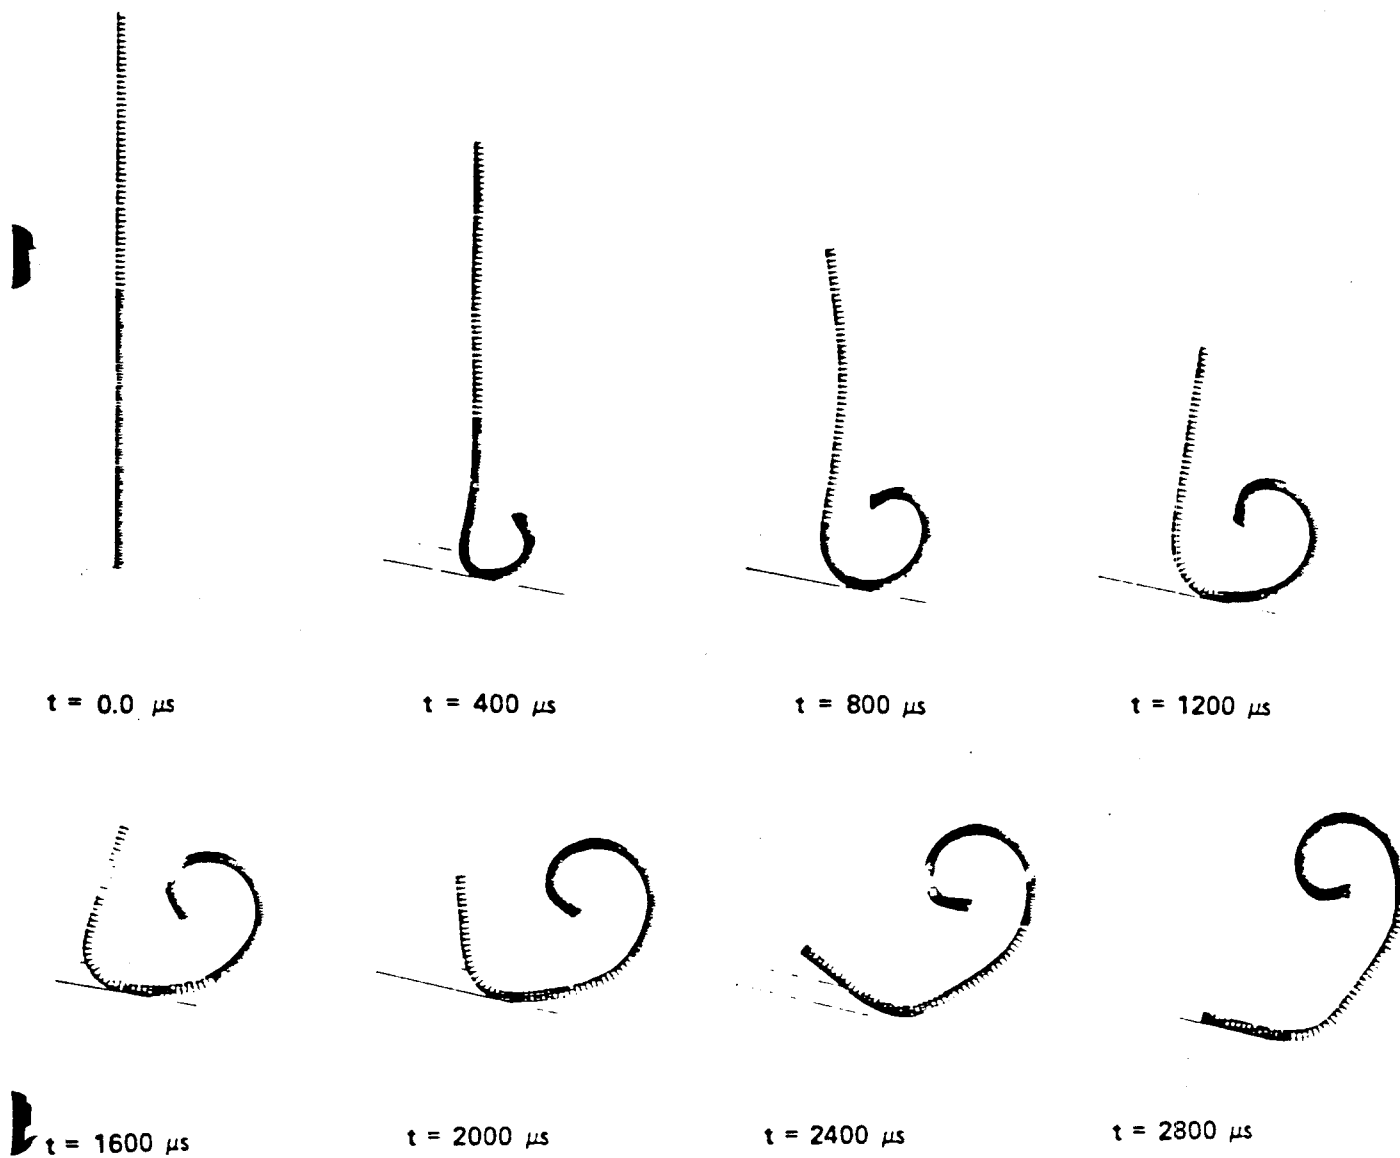 t = 0.0 μs
t = 400 μs
t = 800 μs
t = 1200 μs
t = 1600 μs
t = 2000 μs
t = 2400 μs
t = 2800 μs